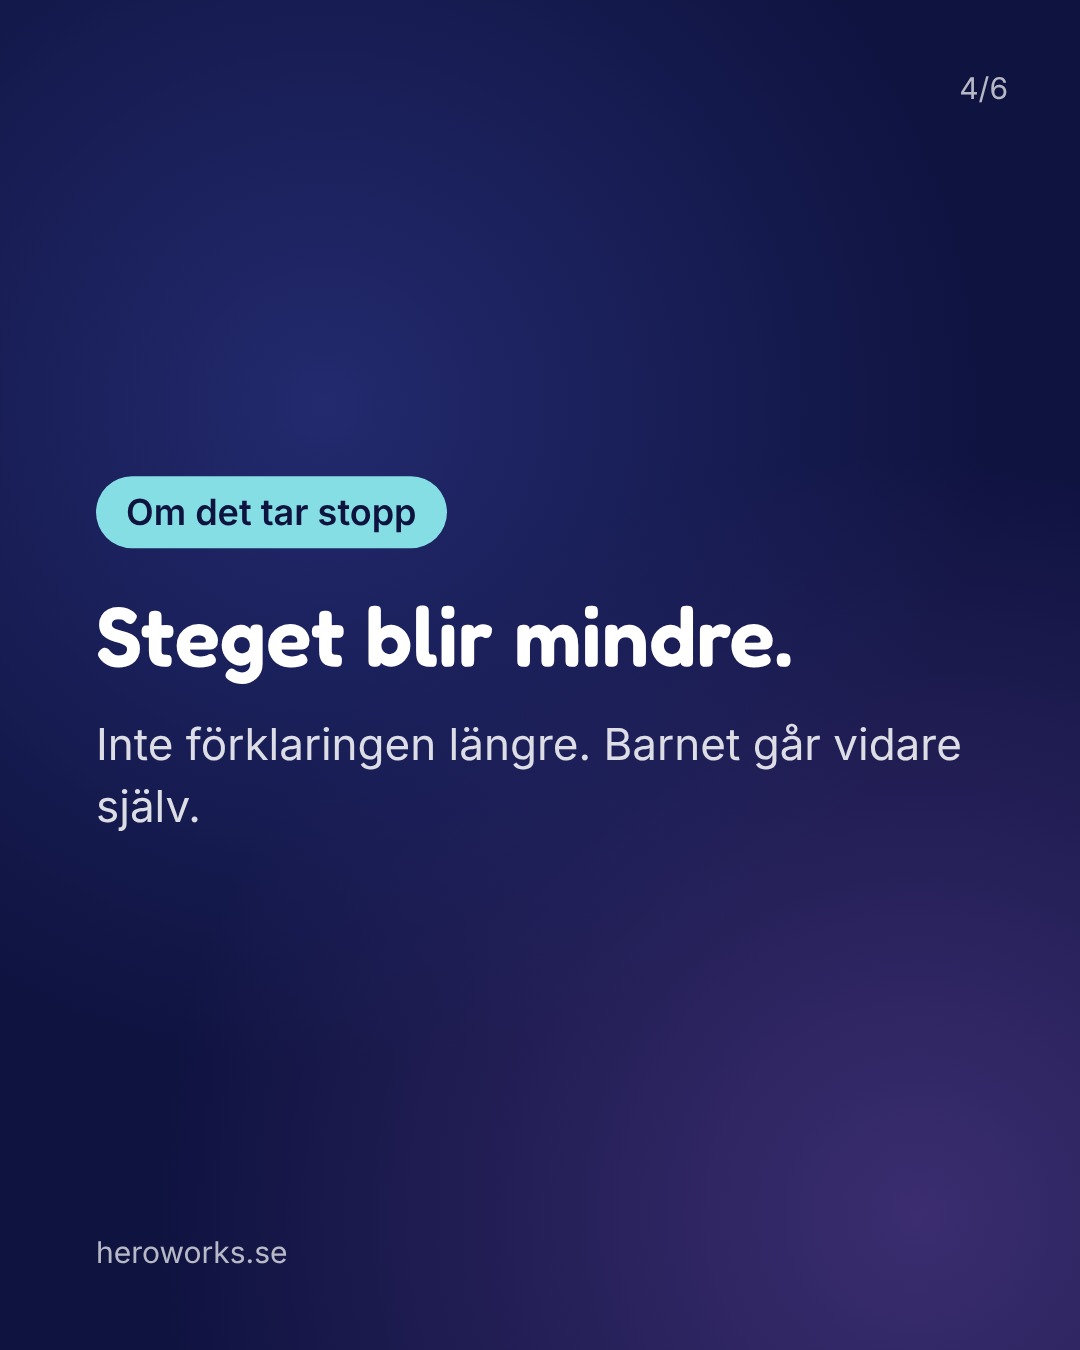 4/6
Om det tar stopp
Steget blir mindre.
Inte förklaringen längre. Barnet går vidare
själv.
heroworks.se